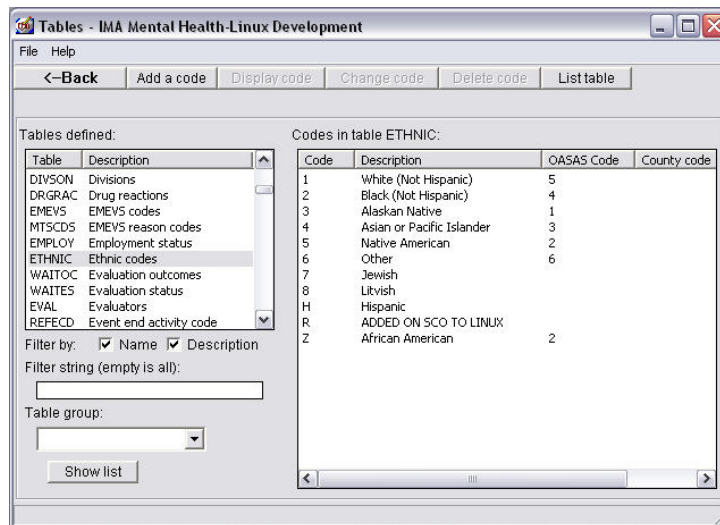 Tables - IMA Mental Health-Linux Development
File Help
<--Back Add a code Display code Change code Delete code List table
Tables defined:
Table Description
DIVSON Divisions
DRGRAC Drug reactions
EMEVS EMEVS codes
MTSCDS EMEVS reason codes
EMPLOY Employment status
ETHNIC Ethnic codes
WAITOC Evaluation outcomes
WAITES Evaluation status
EVAL Evaluators
REFECD Event end activity code
Filter by: Name Description
Filter string (empty is all):
Table group:
Show list
Codes in table ETHNIC:
Code Description OASAS Code County code
1 White (Not Hispanic) 5
2 Black (Not Hispanic) 4
3 Alaskan Native 1
4 Asian or Pacific Islander 3
5 Native American 2
6 Other 6
7 Jewish
8 Litvish
H Hispanic
R ADDED ON SCO TO LINUX
Z African American 2